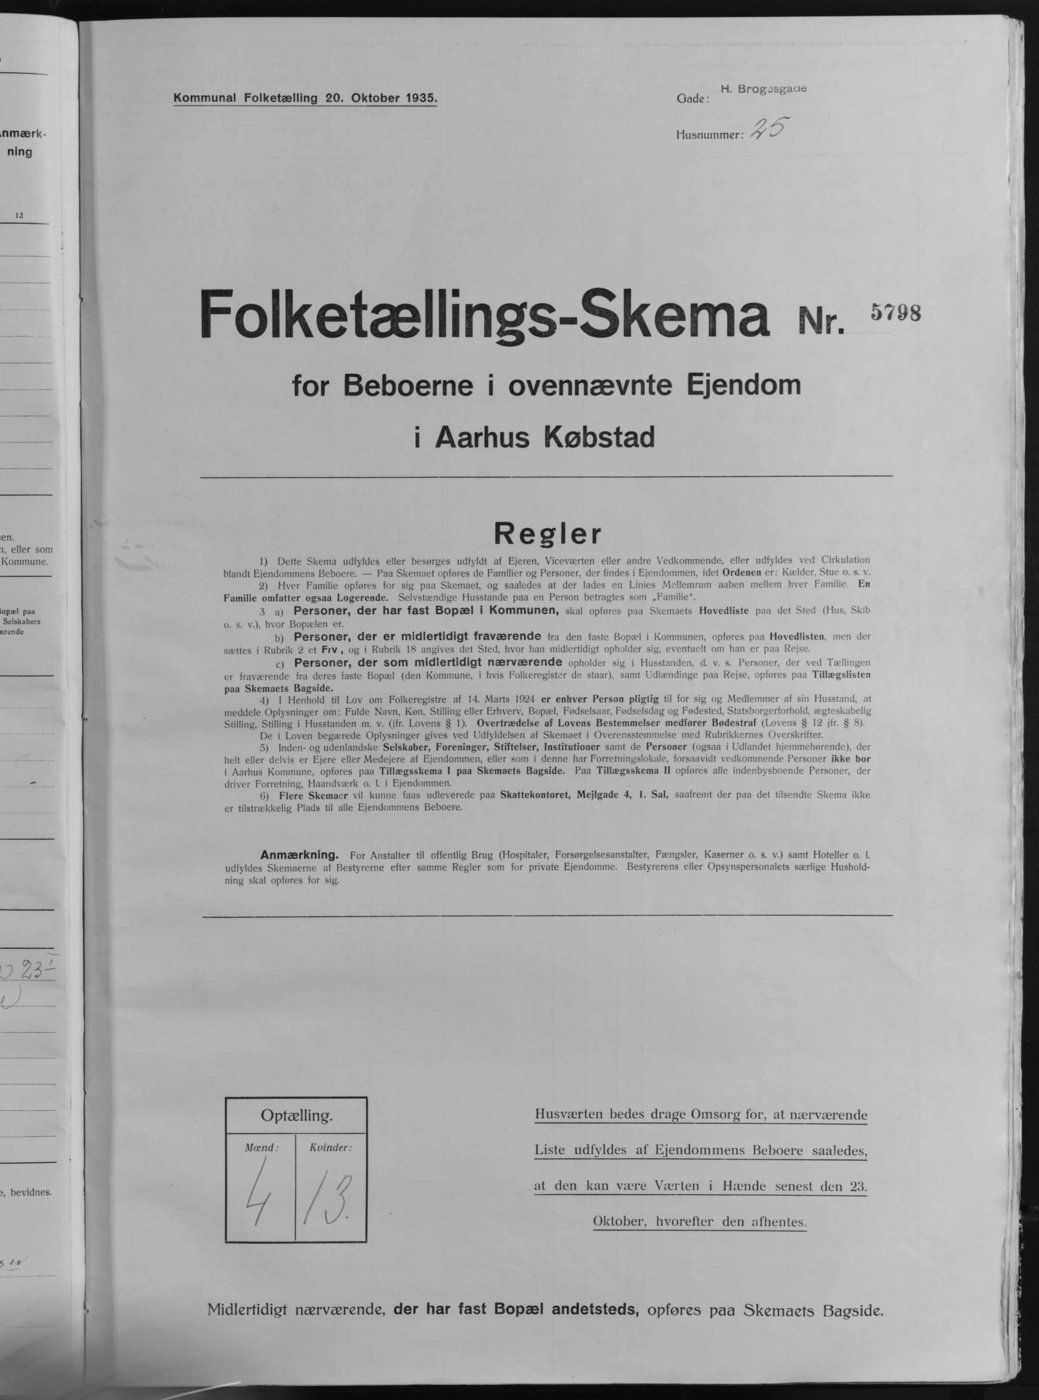 nmærk-
ning
12
en.
, eller som
Kommune.
opæl paa
Selskabers
ærende
23 I
, bevidnes.
Kommunal Folketælling 20. Oktober 1935.
Gade: H. Brogesgade
Husnummer: 25
Folketællings-Skema Nr. 5798
for Beboerne i ovennævnte Ejendom
i Aarhus Købstad
Regler
1) Dette Skema udfyldes eller besørges udfyldt af Ejeren, Viceværten eller andre Vedkommende, eller udfyldes ved Cirkulation
blandt Ejendommens Beboere. — Paa Skemaet opføres de Familier og Personer, der findes i Ejendommen, idet Ordenen er: Kælder, Stue o. s. v.
2) Hver Familie opføres for sig paa Skemaet, og saaledes at der lades en Linies Mellemrum aaben mellem hver Familie. En
Familie omfatter ogsaa Logerende. Selvstændige Husstande paa en Person betragtes som „Familie".
3 a) Personer, der har fast Bopæl i Kommunen, skal opføres paa Skemaets Hovedliste paa det Sted (Hus, Skib
o. s. v.), hvor Bopælen er.
b) Personer, der er midlertidigt fraværende fra den faste Bopæl i Kommunen, opføres paa Hovedlisten, men der
sættes i Rubrik 2 et Frv, og i Rubrik 18 angives det Sted, hvor han midlertidigt opholder sig, eventuelt om han er paa Rejse.
c) Personer, der som midlertidigt nærværende opholder sig i Husstanden, d. v. s. Personer, der ved Tællingen
er fraværende fra deres faste Bopæl (den Kommune, i hvis Folkeregister de staar), samt Udlændinge paa Rejse, opføres paa Tillægslisten
paa Skemaets Bagside.
4) I Henhold til Lov om Folkeregistre af 14. Marts 1924 er enhver Person pligtig til for sig og Medlemmer af sin Husstand, at
meddele Oplysninger om: Fulde Navn, Køn, Stilling eller Erhverv, Bopæl, Fødselsaar, Fødselsdag og Fødested, Statsborgerforhold, ægteskabelig
Stilling, Stilling i Husstanden m. v. (jfr. Lovens § 1). Overtrædelse af Lovens Bestemmelser medfører Bødestraf (Lovens § 12 jfr. § 8).
De i Loven begærede Oplysninger gives ved Udfyldelsen af Skemaet i Overensstemmelse med Rubrikkernes Overskrifter.
5) Inden- og udenlandske Selskaber, Foreninger, Stiftelser, Institutioner samt de Personer (ogsaa i Udlandet hjemmehørende), der
helt eller delvis er Ejere eller Medejere af Ejendommen, eller som i denne har Forretningslokale, forsaavidt vedkommende Personer ikke bor
i Aarhus Kommune, opføres paa Tillægsskema I paa Skemaets Bagside. Paa Tillægsskema II opføres alle indenbysboende Personer, der
driver Forretning, Haandværk o. l. i Ejendommen.
6) Flere Skemaer vil kunne faas udleverede paa Skattekontoret, Mejlgade 4, 1. Sal, saafremt der paa det tilsendte Skema ikke
er tilstrækkelig Plads til alle Ejendommens Beboere.
Anmærkning. For Anstalter til offentlig Brug (Hospitaler, Forsørgelsesanstalter, Fængsler, Kaserner o. s. v.) samt Hoteller o. l.
udfyldes Skemaerne af Bestyrerne efter samme Regler som for private Ejendomme. Bestyrerens eller Opsynspersonalets særlige Hushold-
ning skal opføres for sig.
Optælling.
Mænd: Kvinder:
4 13.
Husværten bedes drage Omsorg for, at nærværende
Liste udfyldes af Ejendommens Beboere saaledes,
at den kan være Værten i Hænde senest den 23.
Oktober, hvorefter den afhentes.
Midlertidigt nærværende, der har fast Bopæl andetsteds, opføres paa Skemaets Bagside.